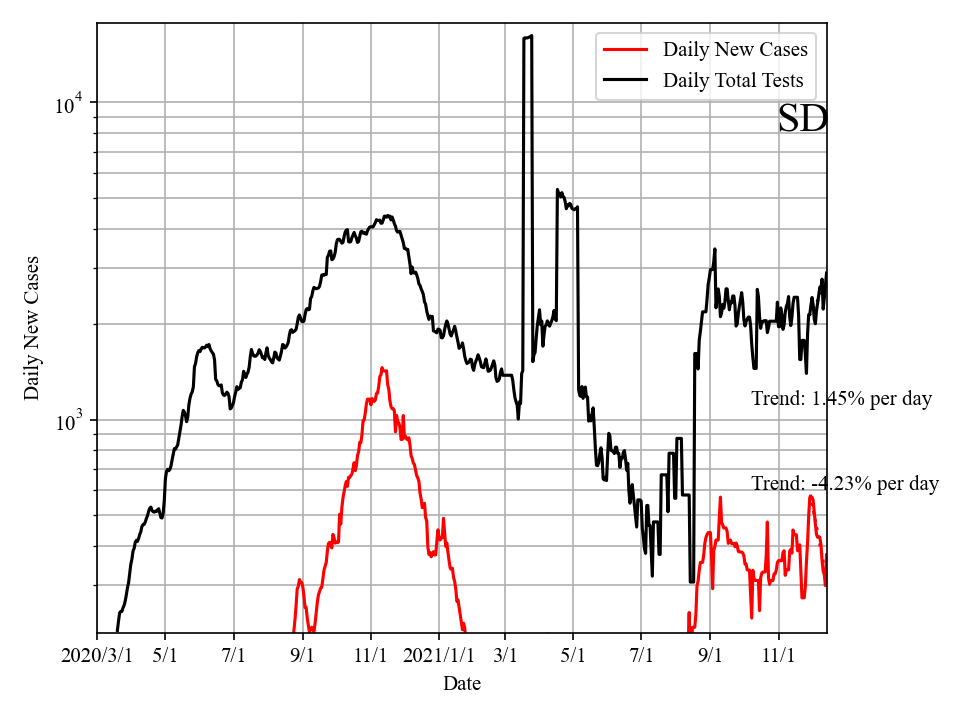 Daily New Cases
Daily Total Tests
SD
10^4
Daily New Cases
Trend: 1.45% per day
10^3
Trend: -4.23% per day
2020/3/1 5/1 7/1 9/1 11/1 2021/1/1 3/1 5/1 7/1 9/1 11/1
Date